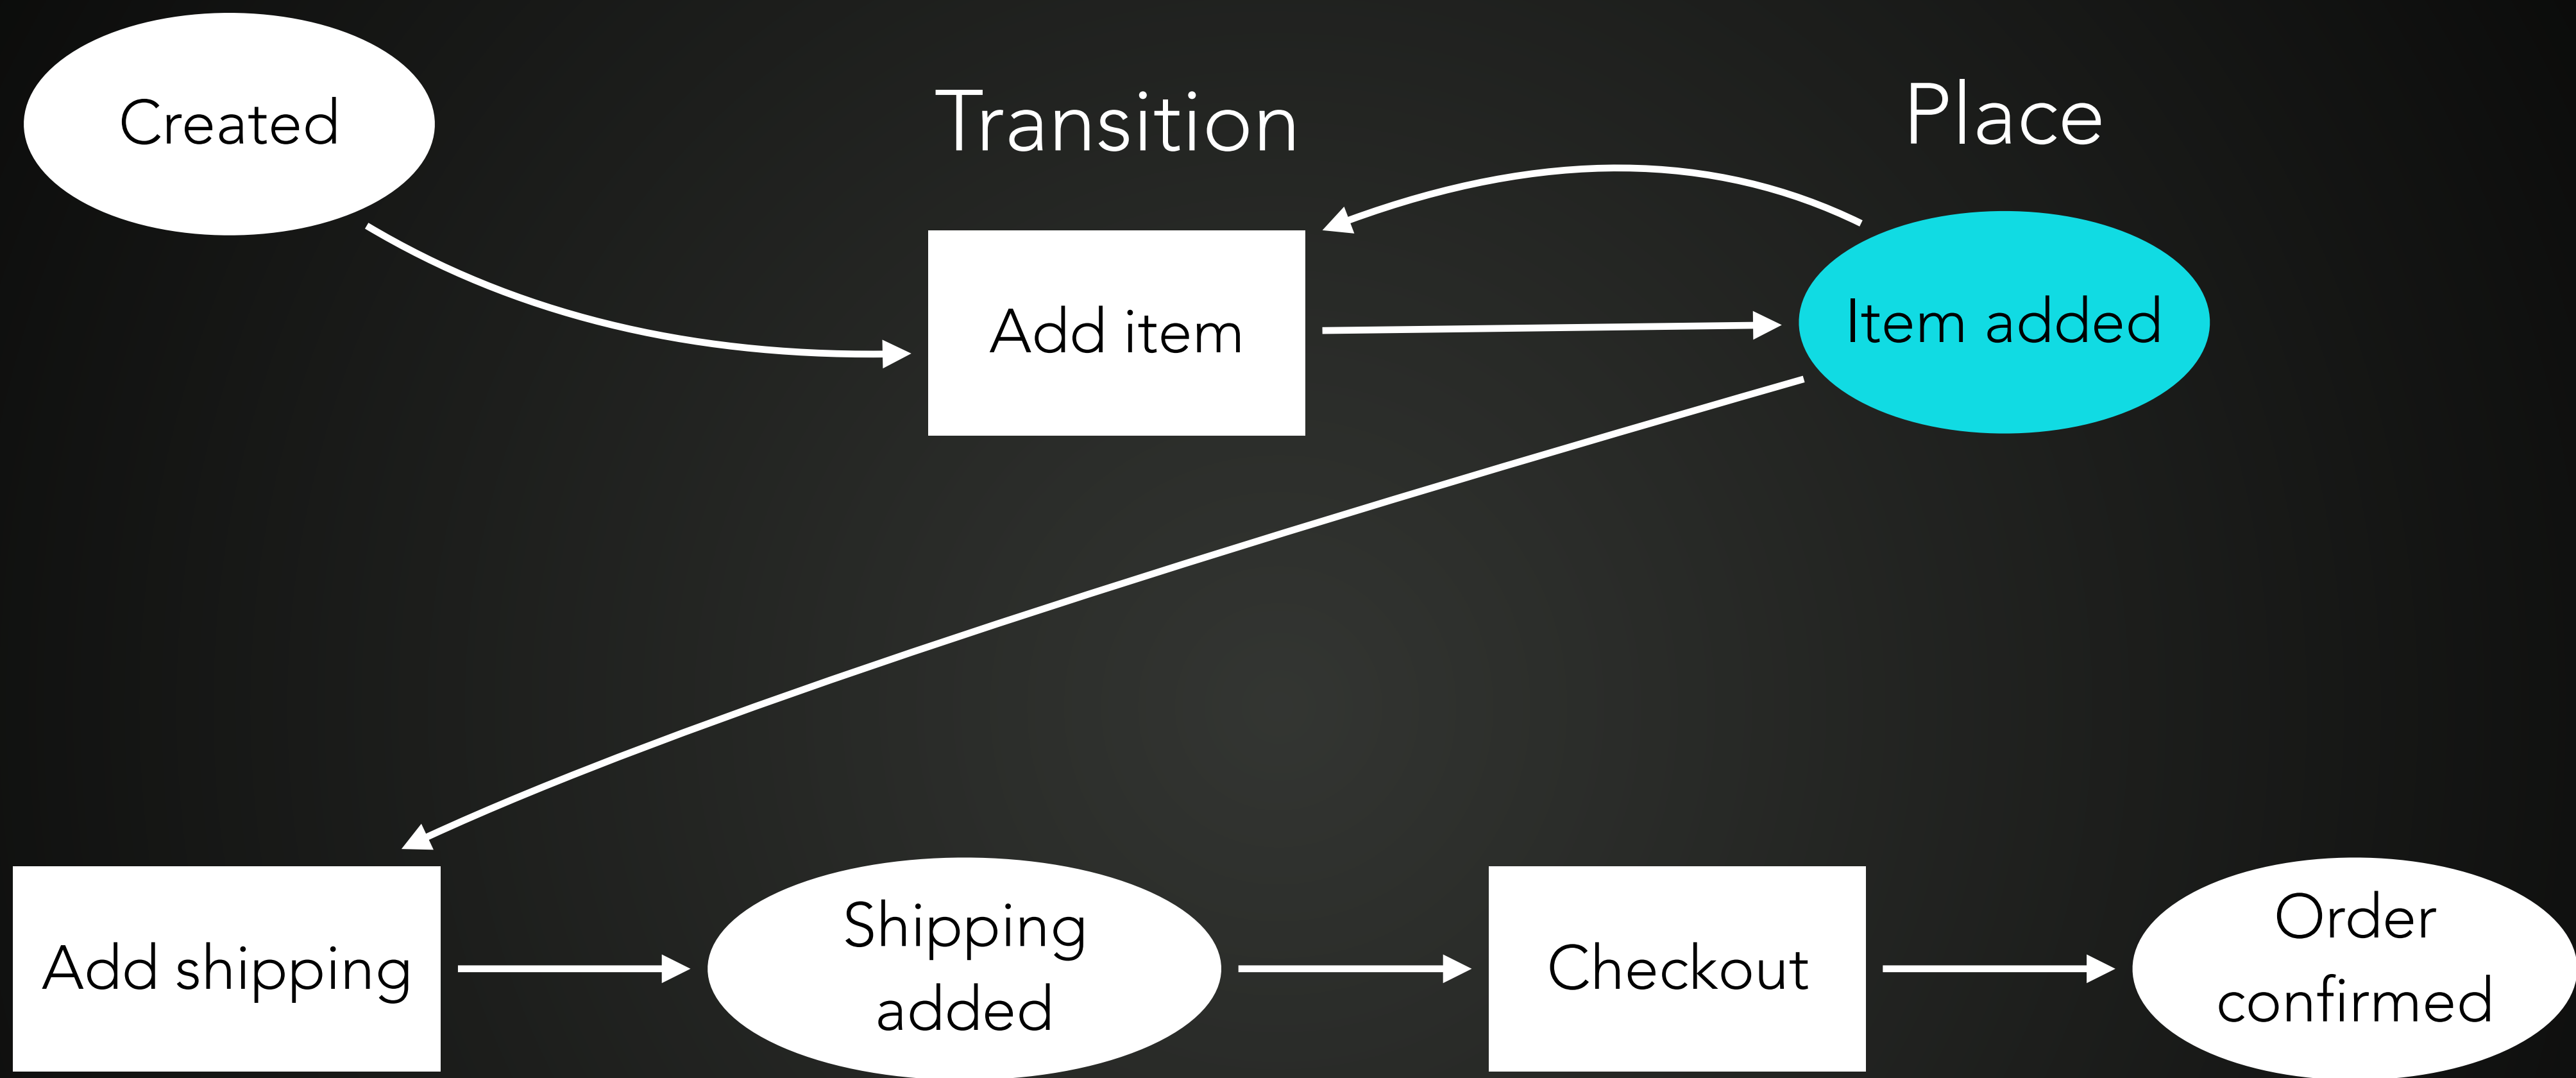 Created
Transition
Place
Add item
Item added
Add shipping
Shipping
added
Checkout
Order
confirmed